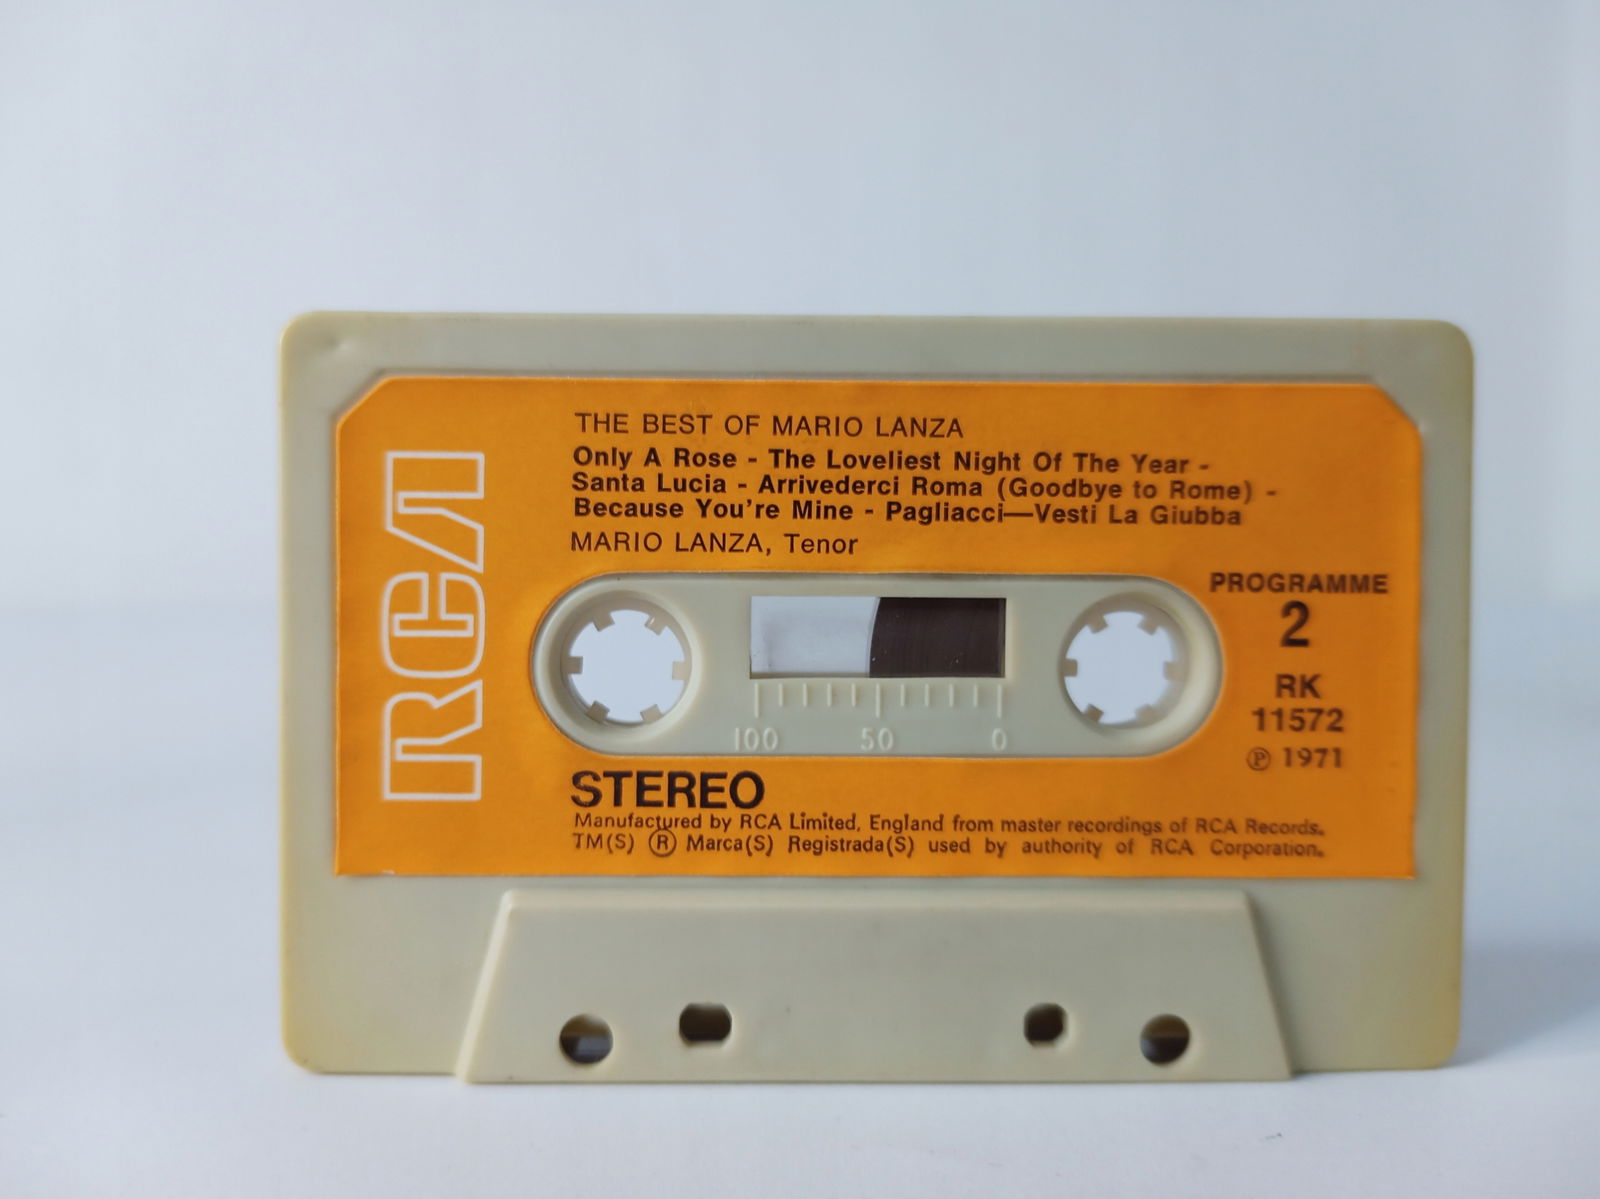 RCA
THE BEST OF MARIO LANZA
Only A Rose - The Loveliest Night Of The Year -
Santa Lucia - Arrivederci Roma (Goodbye to Rome) -
Because You're Mine - Pagliacci—Vesti La Giubba
MARIO LANZA, Tenor
PROGRAMME
2
RK
11572
℗ 1971
100 50 0
STEREO
Manufactured by RCA Limited, England from master recordings of RCA Records.
TM(S) ® Marca(S) Registrada(S) used by authority of RCA Corporation.